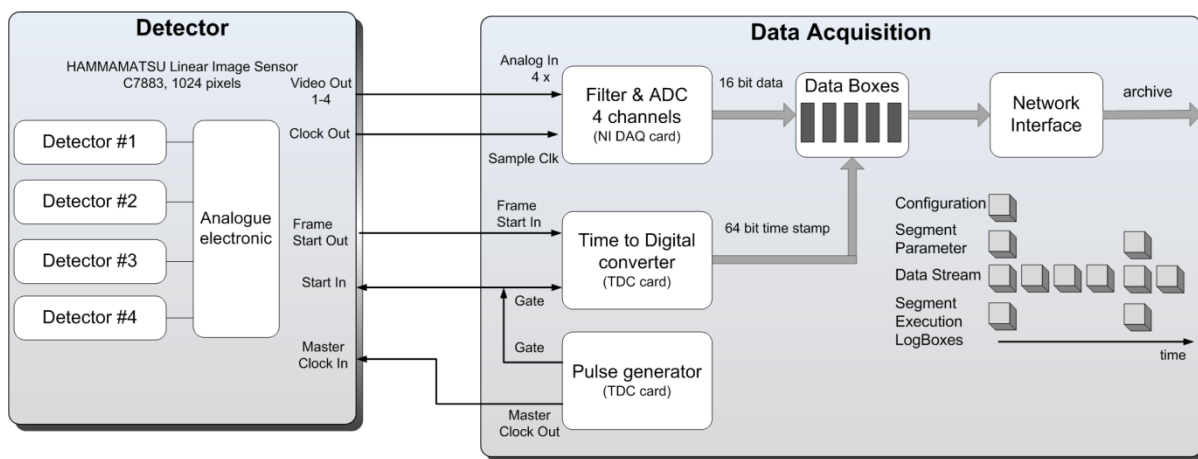 Detector
HAMMAMATSU Linear Image Sensor
C7883, 1024 pixels
Video Out
1-4
Clock Out
Detector #1
Detector #2
Detector #3
Detector #4
Analogue
electronic
Frame
Start Out
Start In
Master
Clock In
Data Acquisition
Analog In
4 x
Sample Clk
Filter & ADC
4 channels
(NI DAQ card)
16 bit data
Data Boxes
Network
Interface
archive
Frame
Start In
Time to Digital
converter
(TDC card)
64 bit time stamp
Gate
Gate
Pulse generator
(TDC card)
Master
Clock Out
Configuration
Segment
Parameter
Data Stream
Segment
Execution
LogBoxes
time